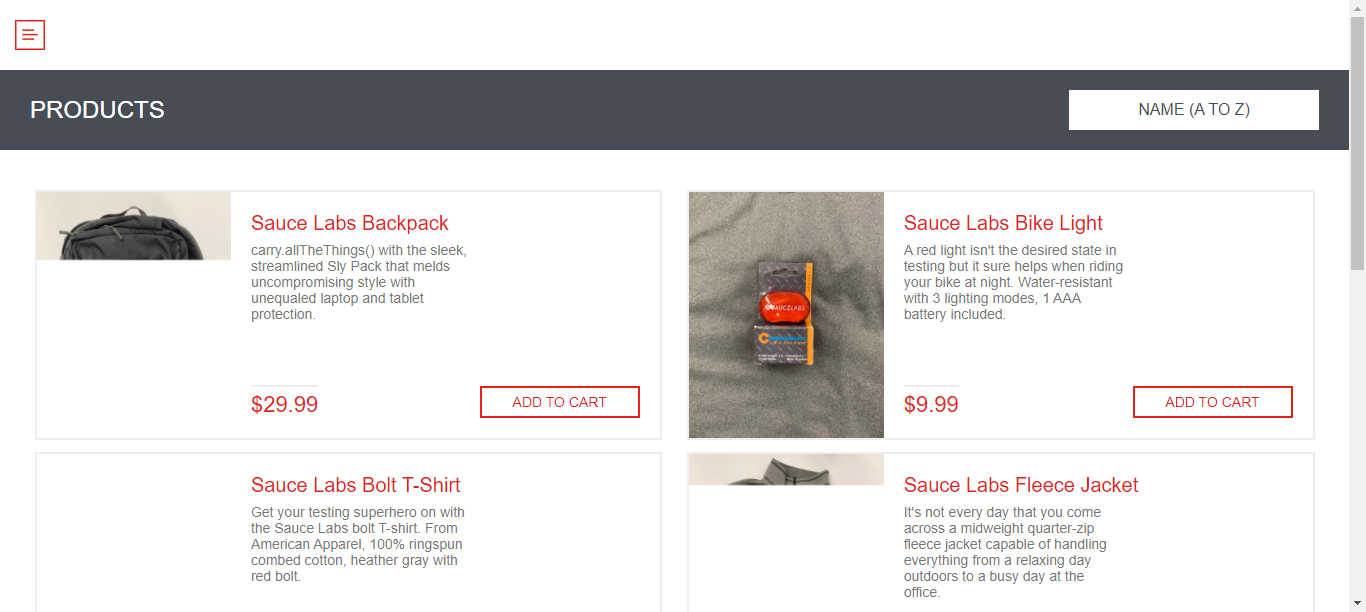 PRODUCTS
NAME (A TO Z)
Sauce Labs Backpack
carry.allTheThings() with the sleek,
streamlined Sly Pack that melds
uncompromising style with
unequaled laptop and tablet
protection.
$29.99
ADD TO CART
Sauce Labs Bike Light
A red light isn't the desired state in
testing but it sure helps when riding
your bike at night. Water-resistant
with 3 lighting modes, 1 AAA
battery included.
$9.99
ADD TO CART
Sauce Labs Bolt T-Shirt
Get your testing superhero on with
the Sauce Labs bolt T-shirt. From
American Apparel, 100% ringspun
combed cotton, heather gray with
red bolt.
Sauce Labs Fleece Jacket
It's not every day that you come
across a midweight quarter-zip
fleece jacket capable of handling
everything from a relaxing day
outdoors to a busy day at the
office.